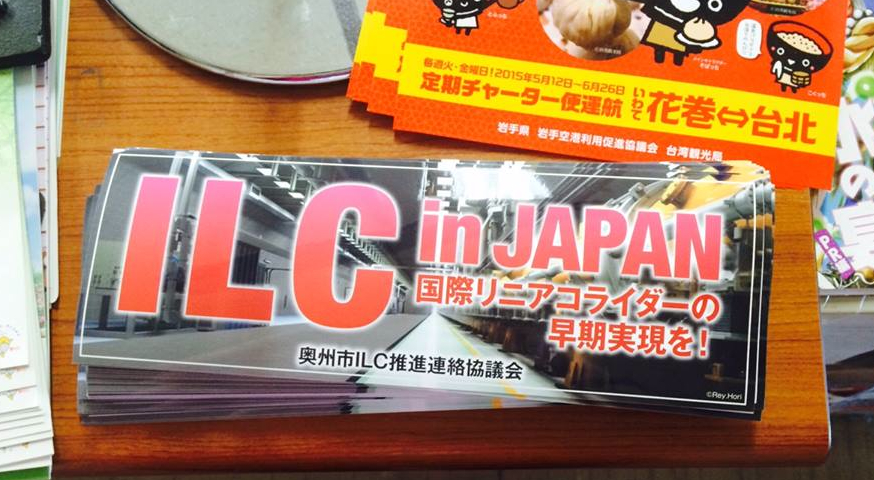 毎週火・金曜日!2015年5月12日~6月26日
定期チャーター便運航 いわて花巻⇔台北
岩手県 岩手空港利用促進協議会 台湾観光局
ILC in JAPAN
国際リニアコライダーの
早期実現を!
奥州市ILC推進連絡協議会
©Rey.Hori
PR